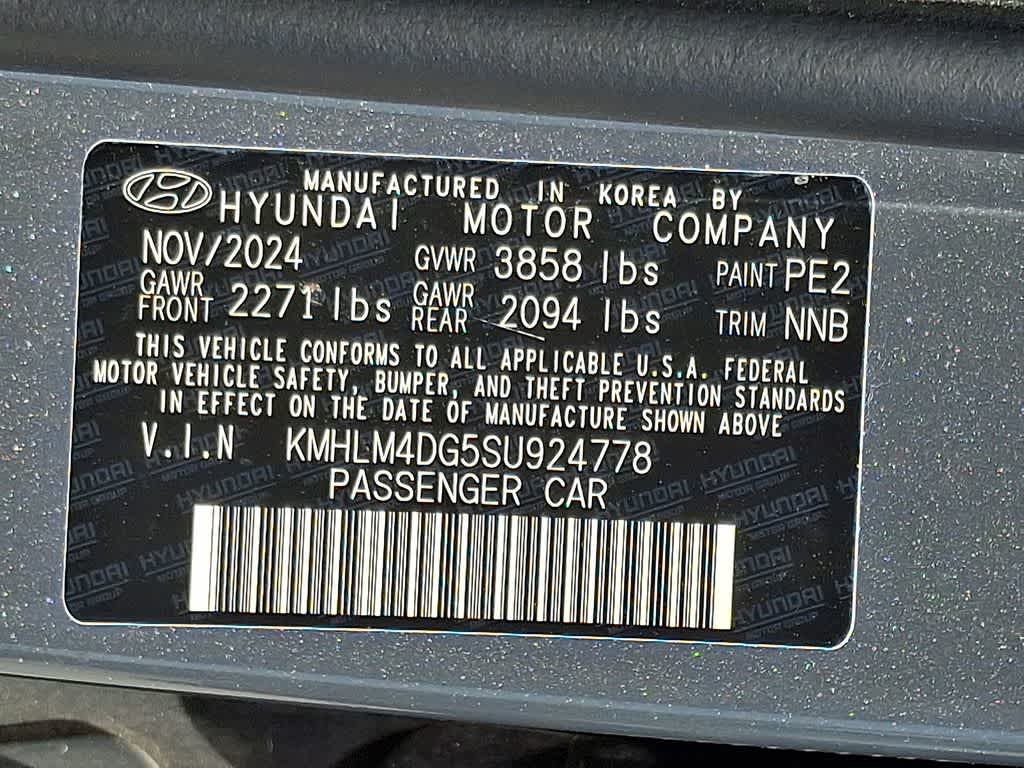 MANUFACTURED IN KOREA BY
HYUNDAI MOTOR COMPANY
NOV/2024 GVWR 3858 lbs PAINT PE2
GAWR FRONT 2271 lbs GAWR REAR 2094 lbs TRIM NNB
THIS VEHICLE CONFORMS TO ALL APPLICABLE U.S.A. FEDERAL
MOTOR VEHICLE SAFETY, BUMPER, AND THEFT PREVENTION STANDARDS
IN EFFECT ON THE DATE OF MANUFACTURE SHOWN ABOVE
V.I.N KMHLM4DG5SU924778
PASSENGER CAR